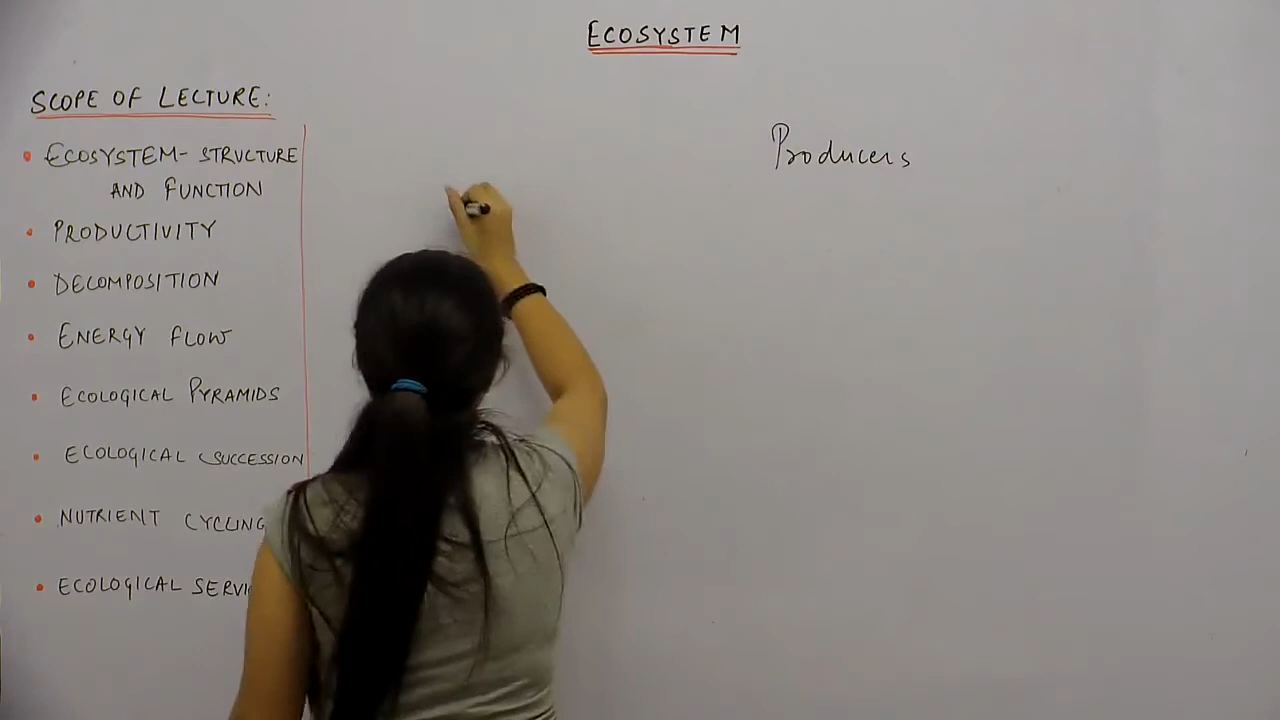 ECOSYSTEM
SCOPE OF LECTURE:
• ECOSYSTEM- STRUCTURE
AND FUNCTION
• PRODUCTIVITY
• DECOMPOSITION
• ENERGY FLOW
• ECOLOGICAL PYRAMIDS
• ECOLOGICAL SUCCESSION
• NUTRIENT CYCLING
• ECOLOGICAL
Producers